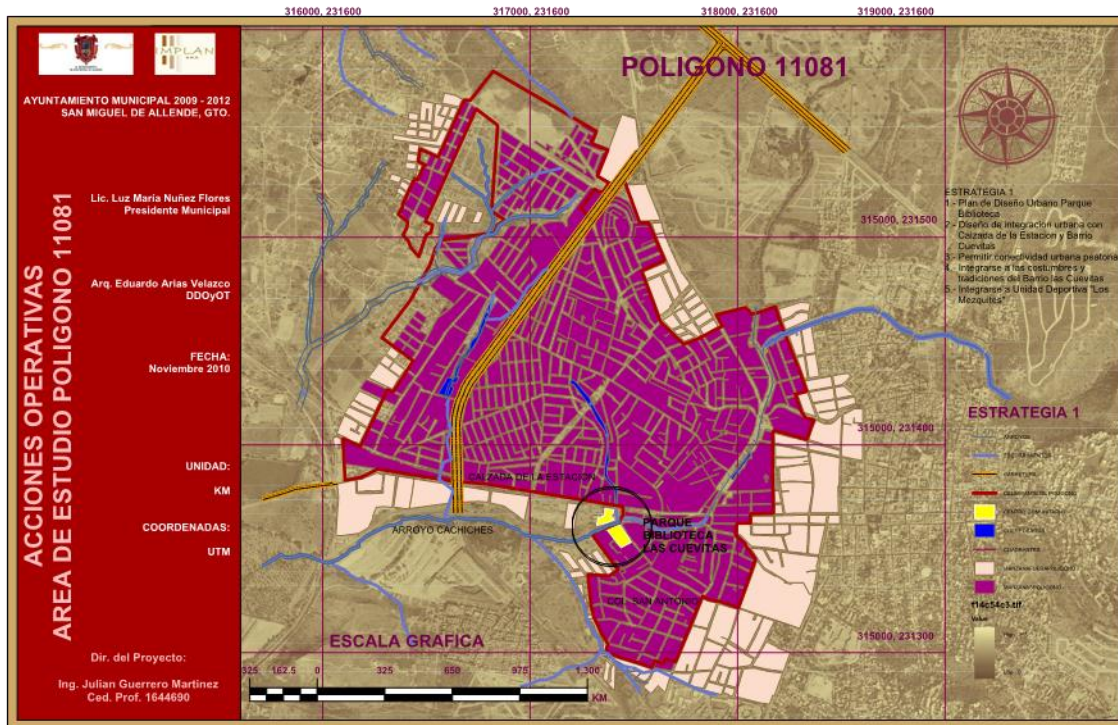 316000, 231600
317000, 231600
318000, 231600
319000, 231600
IMPLAN
AYUNTAMIENTO MUNICIPAL 2009 - 2012
SAN MIGUEL DE ALLENDE, GTO.
Lic. Luz María Nuñez Flores
Presidente Municipal
Arq. Eduardo Arias Velazco
DDOyOT
FECHA:
Noviembre 2010
UNIDAD:
KM
COORDENADAS:
UTM
Dir. del Proyecto:
Ing. Julian Guerrero Martinez
Ced. Prof. 1644690
ACCIONES OPERATIVAS
AREA DE ESTUDIO POLIGONO 11081
POLIGONO 11081
ESTRATEGIA 1
1.- Plan de Diseño Urbano Parque
Biblioteca
2.- Diseño de integracion urbana con
Calzada de la Estacion y Barrio
Cuevitas
3.- Permitir conectividad urbana peatonal
4.- Integrarse a las costumbres y
tradiciones del Barrio las Cuevitas
5.- Integrarse a Unidad Deportiva "Los
Mezquites"
315000, 231500
315000, 231400
315000, 231300
CALZADA DE LA ESTACION
ARROYO CACHICHES
PARQUE
BIBLIOTECA
LAS CUEVITAS
COL. SAN ANTONIO
ESTRATEGIA 1
f14c54c3.tif
Value
ESCALA GRAFICA
325 162.5 0 325 650 975 1,300
KM